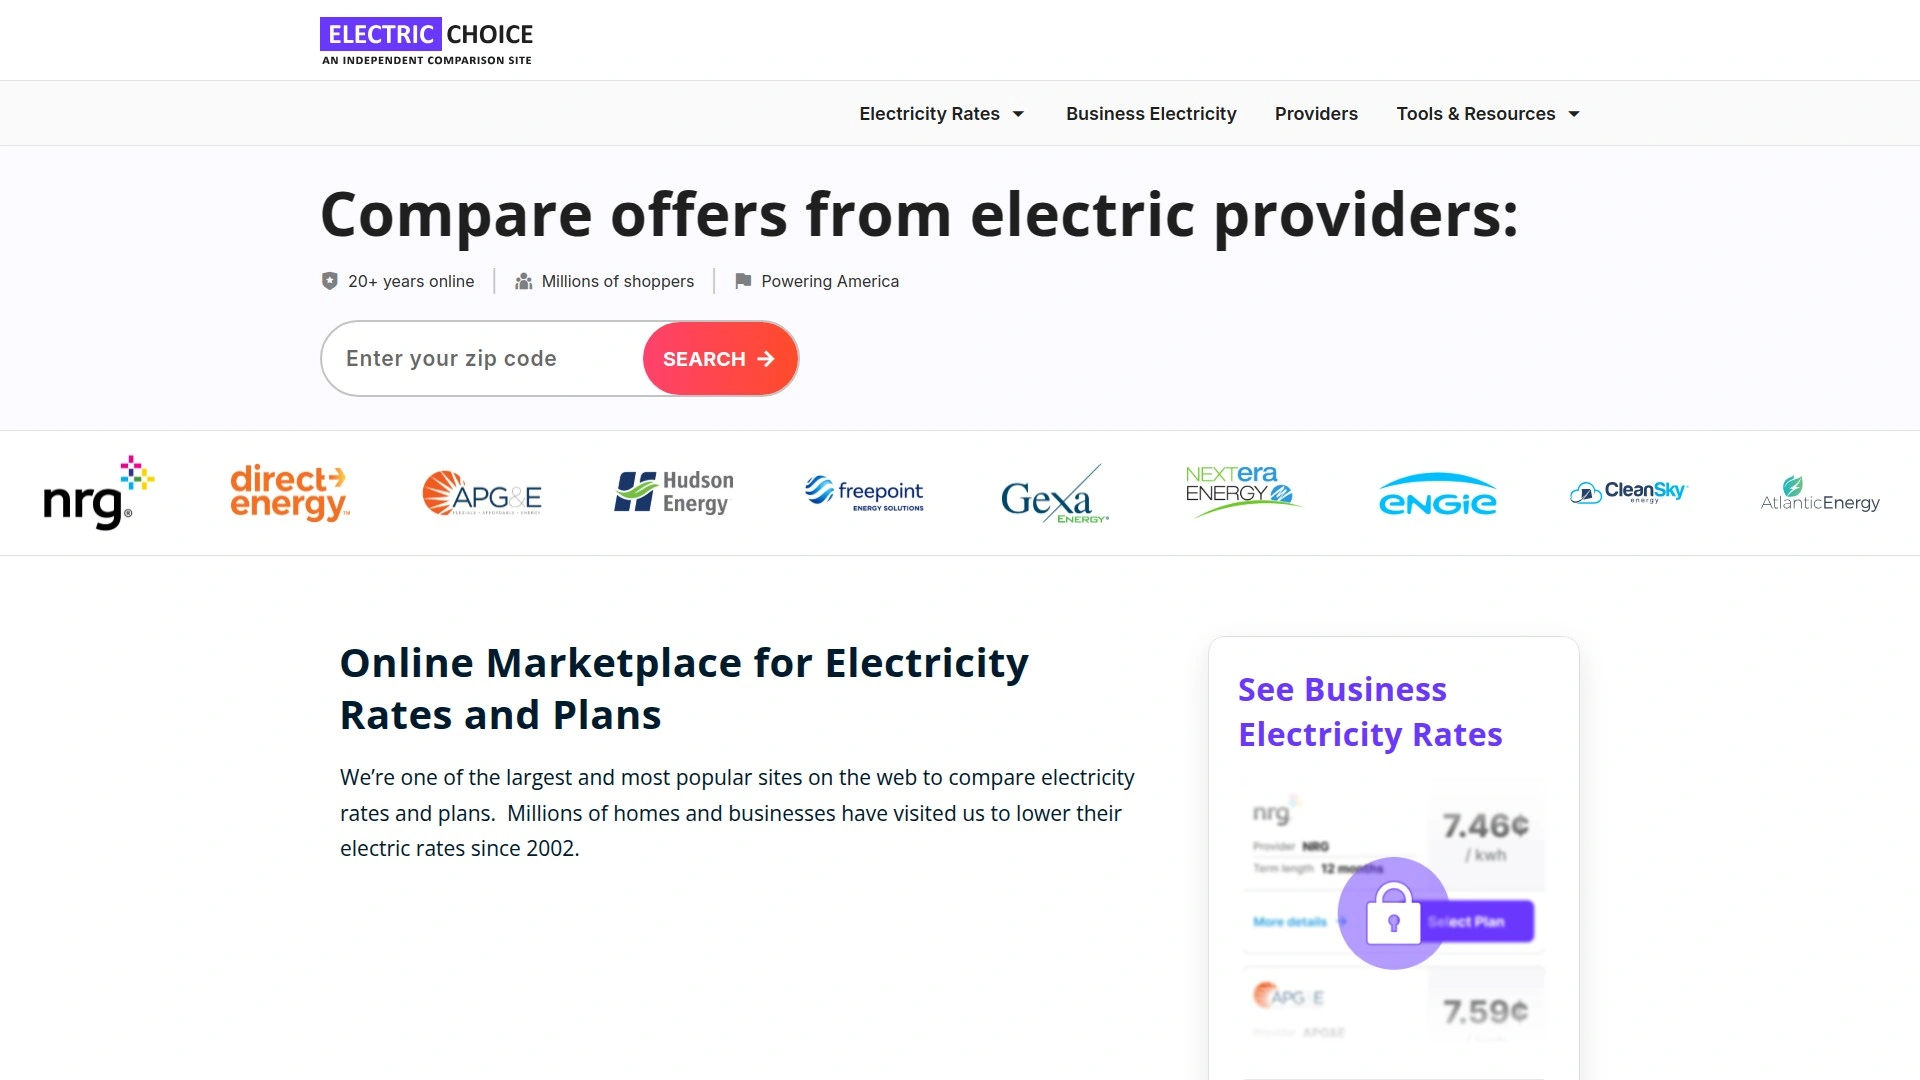 ELECTRIC CHOICE
AN INDEPENDENT COMPARISON SITE
Electricity Rates Business Electricity Providers Tools & Resources
Compare offers from electric providers:
20+ years online Millions of shoppers Powering America
Enter your zip code SEARCH
nrg®
direct energy™
APG&E
Hudson Energy
freepoint ENERGY SOLUTIONS
Gexa ENERGY®
NEXTera ENERGY
ENGIE
CleanSky energy
AtlanticEnergy
Online Marketplace for Electricity
Rates and Plans
We’re one of the largest and most popular sites on the web to compare electricity
rates and plans.  Millions of homes and businesses have visited us to lower their
electric rates since 2002.
See Business
Electricity Rates
nrg
7.46¢
/ kwh
Provider NRG
Term length 12 months
More details Select Plan
APG&E
7.59¢
Provider APG&E